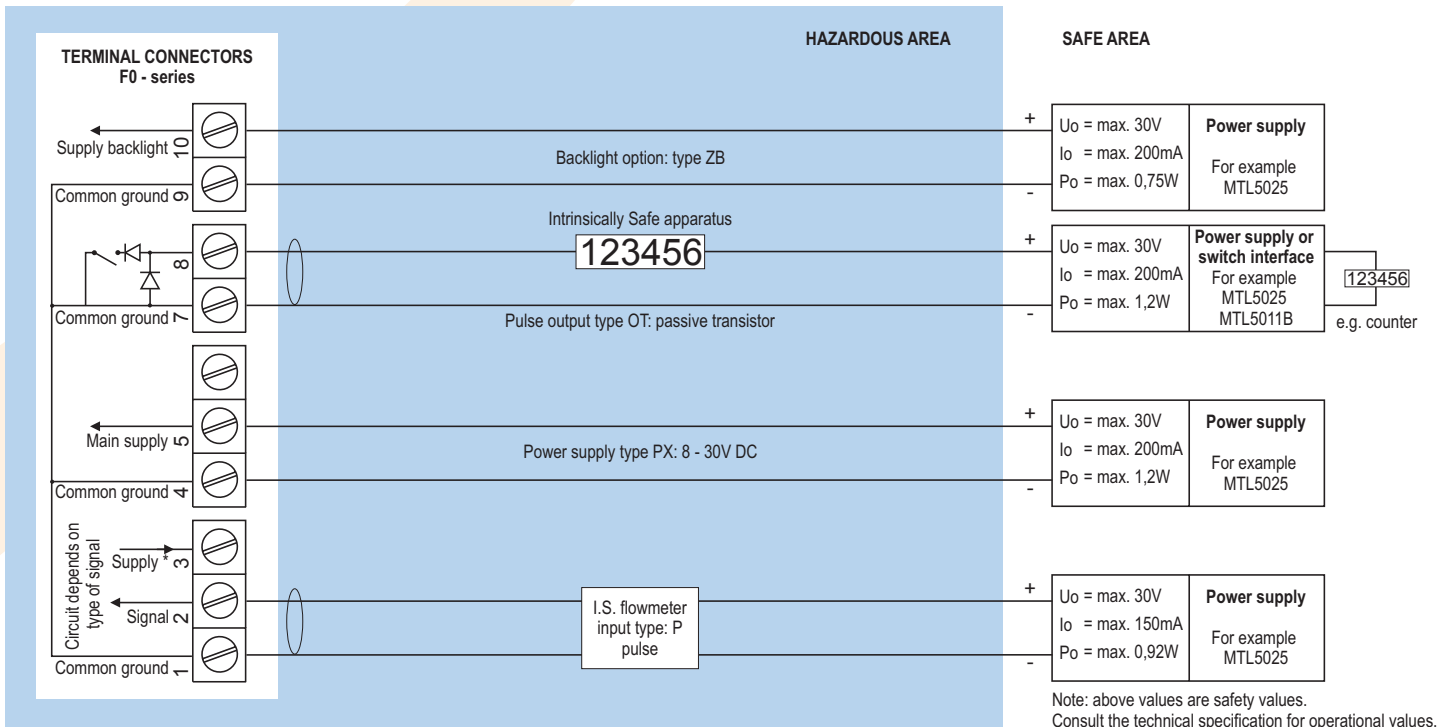 HAZARDOUS AREA
SAFE AREA
TERMINAL CONNECTORS
F0 - series
Supply backlight
10
Common ground
9
8
Common ground
7
Main supply
5
Common ground
4
Circuit depends on
type of signal
Supply *
3
Signal
2
Common ground
1
Backlight option: type ZB
Intrinsically Safe apparatus
123456
Pulse output type OT: passive transistor
Power supply type PX: 8 - 30V DC
I.S. flowmeter
input type: P
pulse
+
-
Uo = max. 30V
Io = max. 200mA
Po = max. 0,75W
Power supply
For example
MTL5025
+
-
Uo = max. 30V
Io = max. 200mA
Po = max. 1,2W
Power supply or
switch interface
For example
MTL5025
MTL5011B
123456
e.g. counter
+
-
Uo = max. 30V
Io = max. 200mA
Po = max. 1,2W
Power supply
For example
MTL5025
+
-
Uo = max. 30V
Io = max. 150mA
Po = max. 0,92W
Power supply
For example
MTL5025
Note: above values are safety values.
Consult the technical specification for operational values.